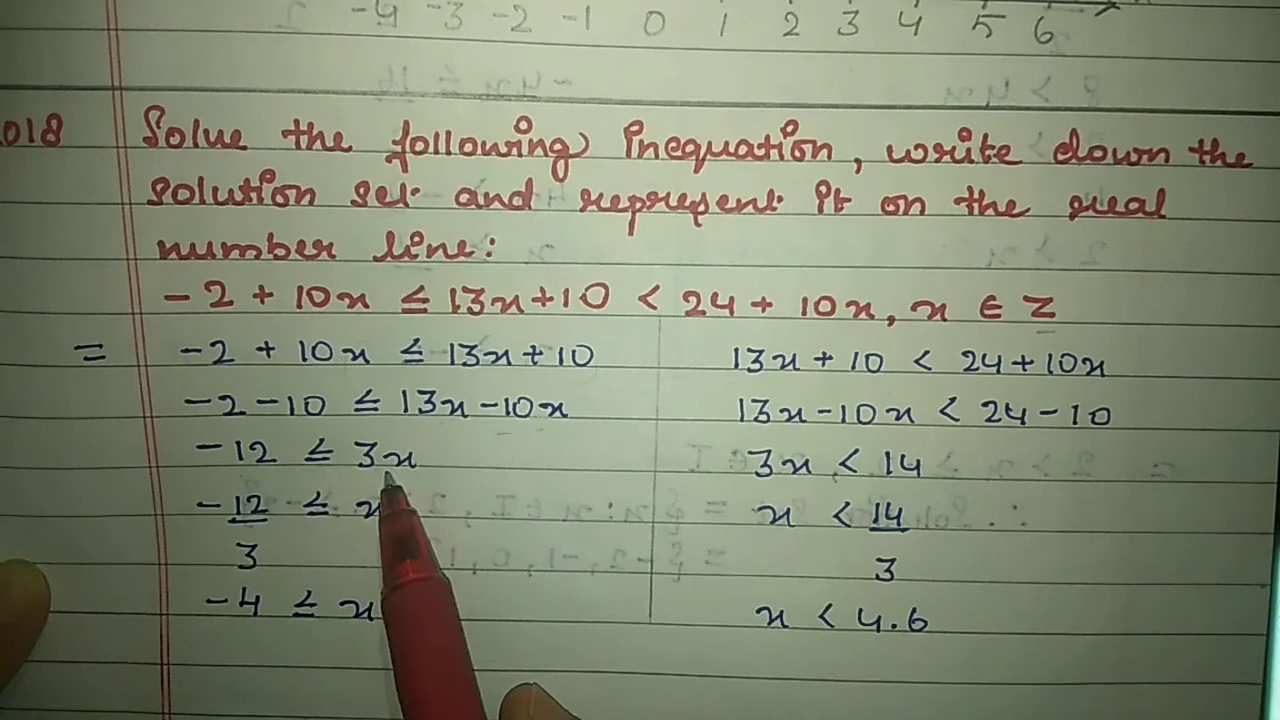 -4 -3 -2 -1 0 1 2 3 4 5 6
018 Solve the following inequation, write down the
solution set and represent it on the real
number line:
-2 + 10x ≤ 13x+10 < 24 + 10x, x ∈ Z
= -2 + 10x ≤ 13x+10 13x + 10 < 24+10x
-2-10 ≤ 13x-10x 13x-10x < 24-10
-12 ≤ 3x 3x < 14
-12 ≤ x x < 14
3 3
-4 ≤ x x < 4.6